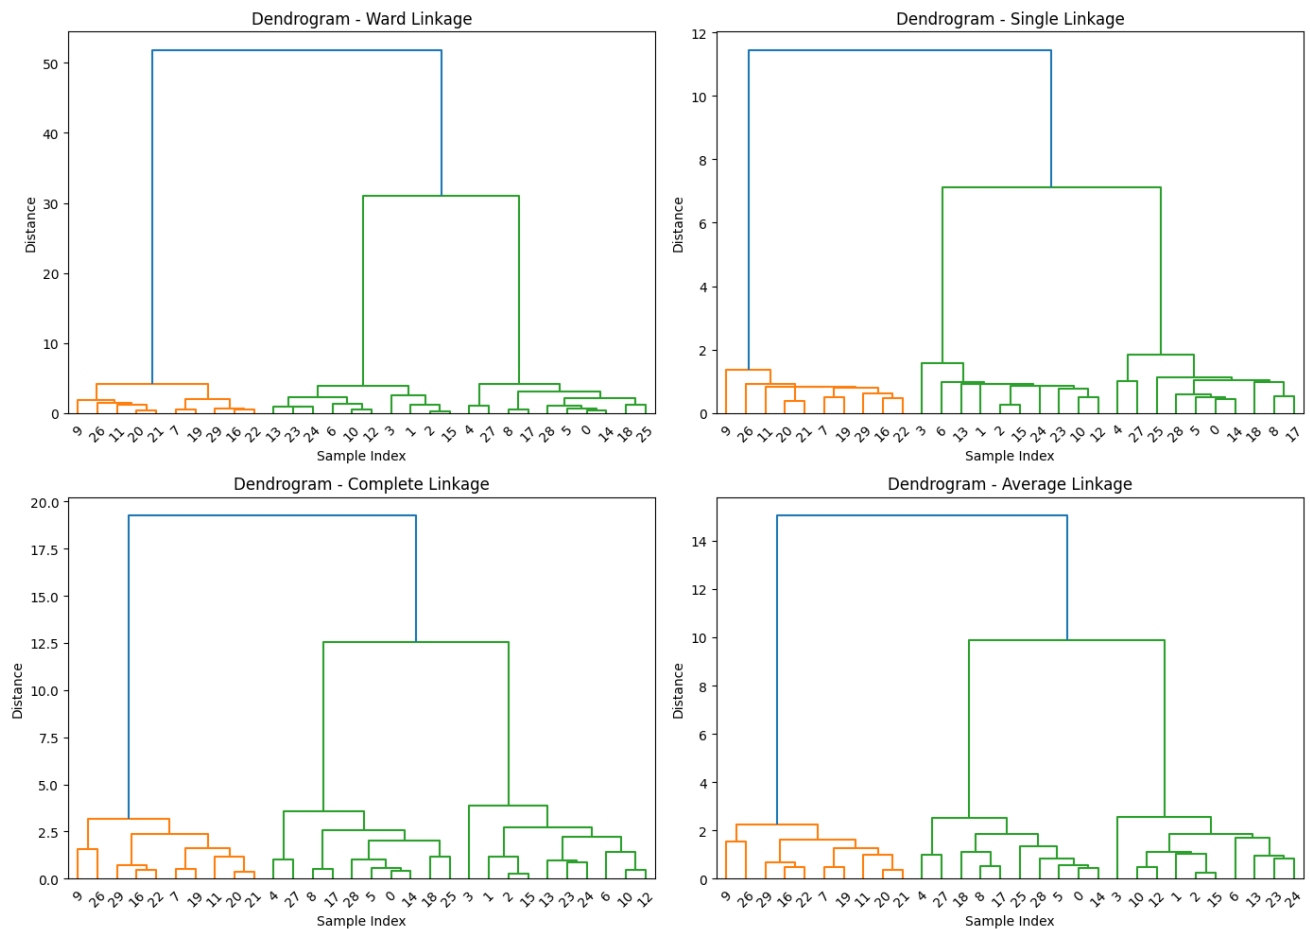 Dendrogram - Ward Linkage
50
40
30
20
10
0
Distance
9 26 11 20 21 7 19 29 16 22 13 23 24 6 10 12 3 1 2 15 4 27 8 17 28 5 0 14 18 25
Sample Index
Dendrogram - Single Linkage
12
10
8
6
4
2
0
Distance
9 26 11 20 21 7 19 29 16 22 3 6 13 1 2 15 24 23 10 12 4 27 25 28 5 0 14 18 8 17
Sample Index
Dendrogram - Complete Linkage
20.0
17.5
15.0
12.5
10.0
7.5
5.0
2.5
0.0
Distance
9 26 29 16 22 7 19 11 20 21 4 27 8 17 28 5 0 14 18 25 3 1 2 15 13 23 24 6 10 12
Sample Index
Dendrogram - Average Linkage
14
12
10
8
6
4
2
0
Distance
9 26 29 16 22 7 19 11 20 21 4 27 18 8 17 25 28 5 0 14 3 10 12 1 2 15 6 13 23 24
Sample Index